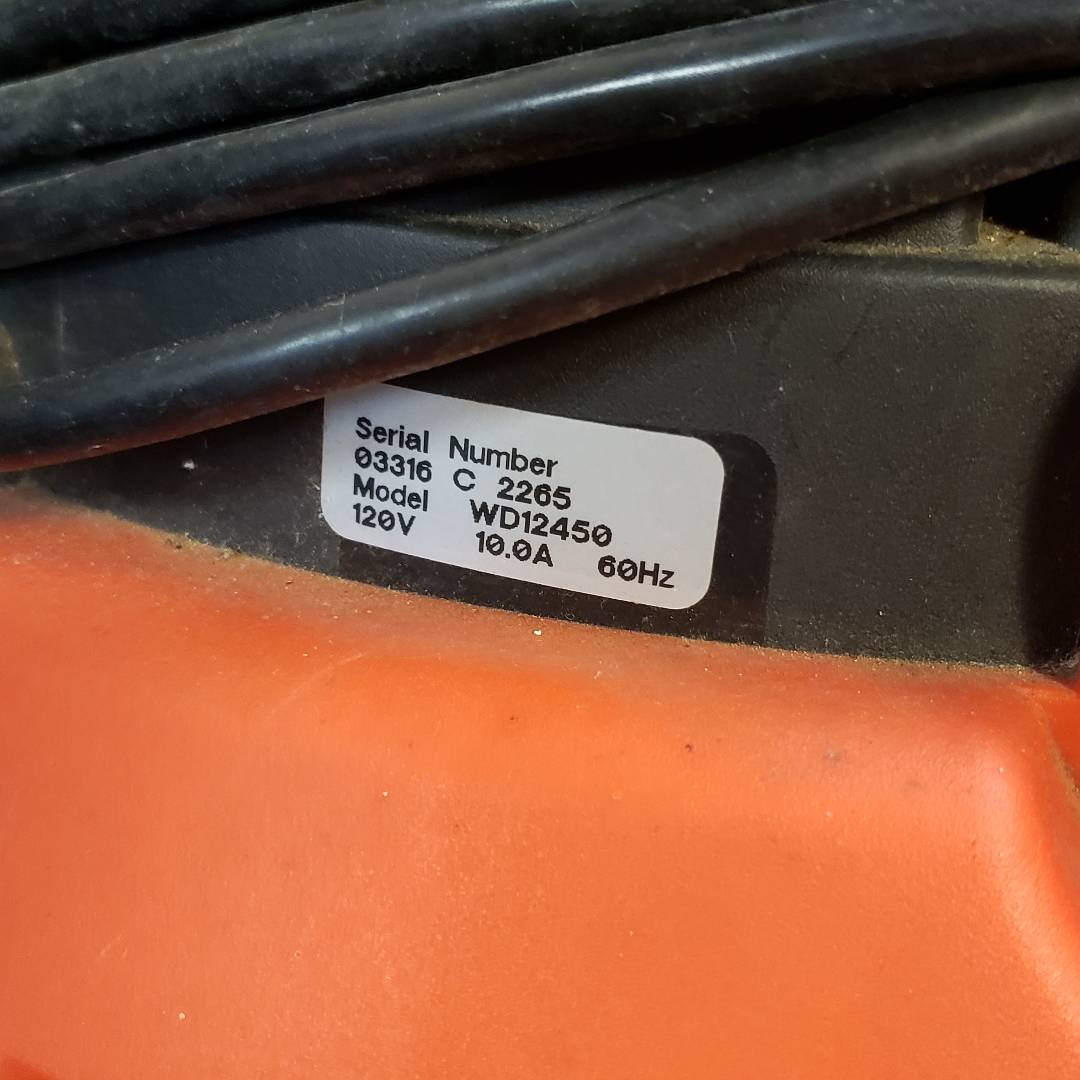 Serial Number
03316 C 2265
Model WD12450
120V 10.0A 60Hz